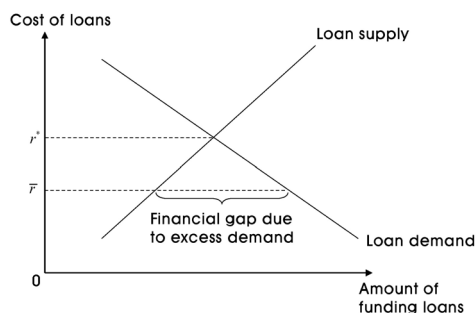 Cost of loans
Loan supply
r*
r̅
Financial gap due
to excess demand
Loan demand
0
Amount of
funding loans